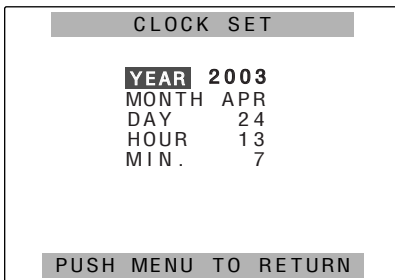 CLOCK SET
YEAR 2003
MONTH APR
DAY 24
HOUR 13
MIN. 7
PUSH MENU TO RETURN